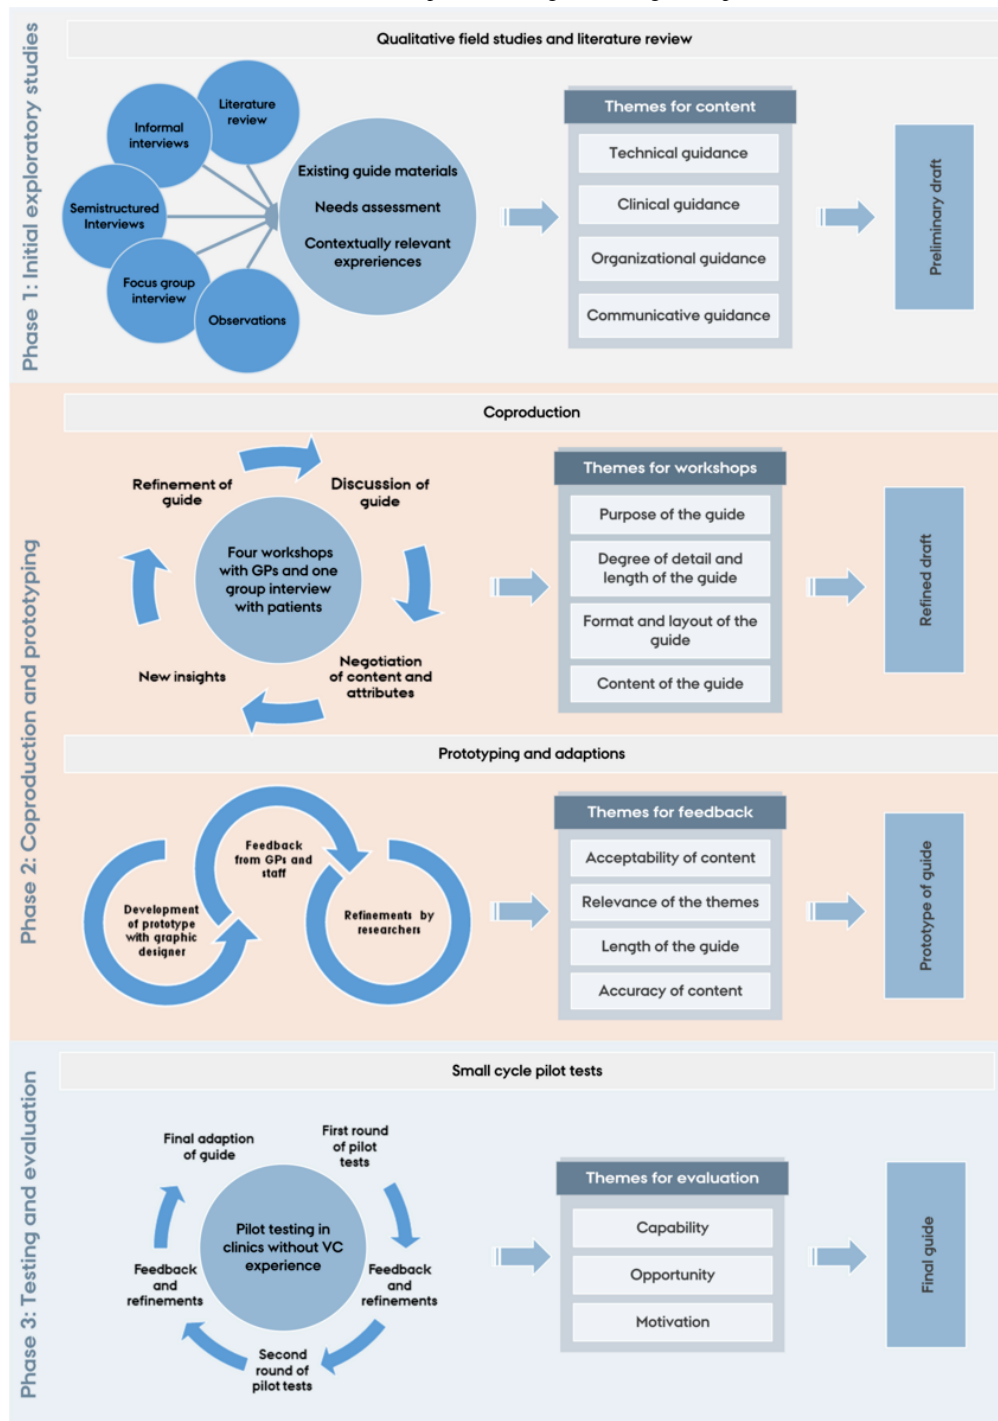 Phase 1: Initial exploratory studies
Qualitative field studies and literature review
Literature
review
Informal
interviews
Semistructured
Interviews
Focus group
interview
Observations
Existing guide materials
Needs assessment
Contextually relevant
expreriences
Themes for content
Technical guidance
Clinical guidance
Organizational guidance
Communicative guidance
Preliminary draft
Phase 2: Coproduction and prototyping
Coproduction
Refinement of
guide
Discussion of
guide
Four workshops
with GPs and one
group interview
with patients
New insights
Negotiation
of content and
attributes
Themes for workshops
Purpose of the guide
Degree of detail and
length of the guide
Format and layout of the
guide
Content of the guide
Refined draft
Prototyping and adaptions
Development
of prototype
with graphic
designer
Feedback
from GPs and
staff
Refinements by
researchers
Themes for feedback
Acceptability of content
Relevance of the themes
Length of the guide
Accuracy of content
Prototype of guide
Phase 3: Testing and evaluation
Small cycle pilot tests
Final adaption
of guide
First round
of pilot
tests
Pilot testing in
clinics without VC
experience
Feedback
and
refinements
Feedback
and
refinements
Second
round of
pilot tests
Themes for evaluation
Capability
Opportunity
Motivation
Final guide